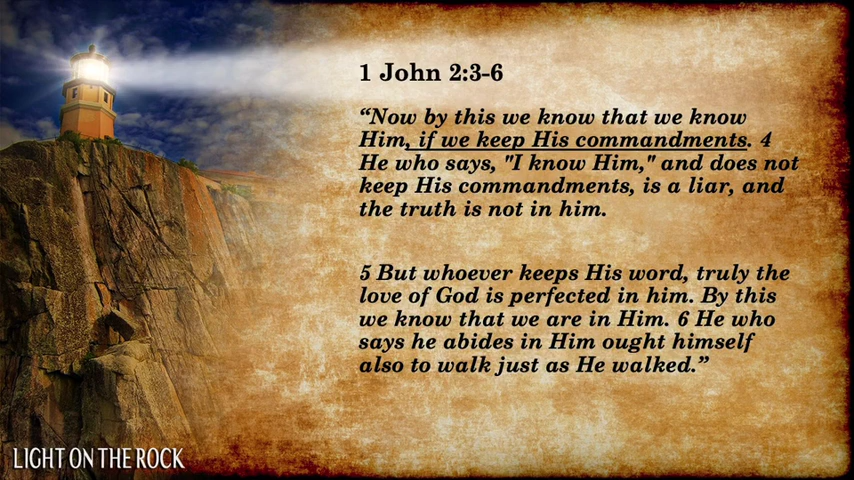 1 John 2:3-6
“Now by this we know that we know
Him, if we keep His commandments. 4
He who says, "I know Him," and does not
keep His commandments, is a liar, and
the truth is not in him.
5 But whoever keeps His word, truly the
love of God is perfected in him. By this
we know that we are in Him. 6 He who
says he abides in Him ought himself
also to walk just as He walked.”
LIGHT ON THE ROCK